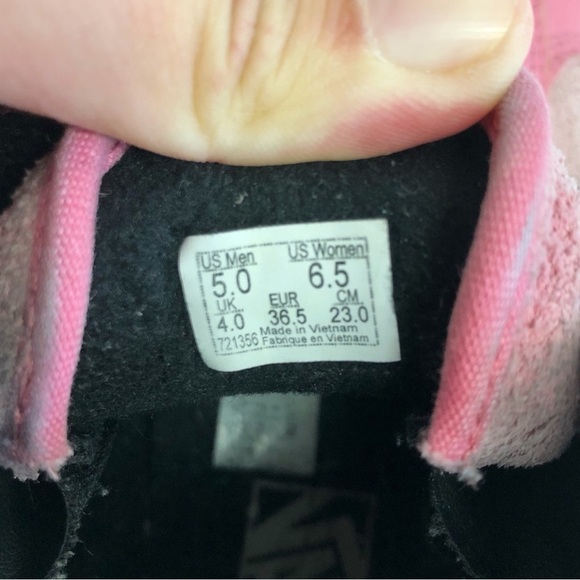 US Men US Women
5.0 6.5
UK EUR CM
4.0 36.5 23.0
Made in Vietnam
721356 Fabrique en Vietnam